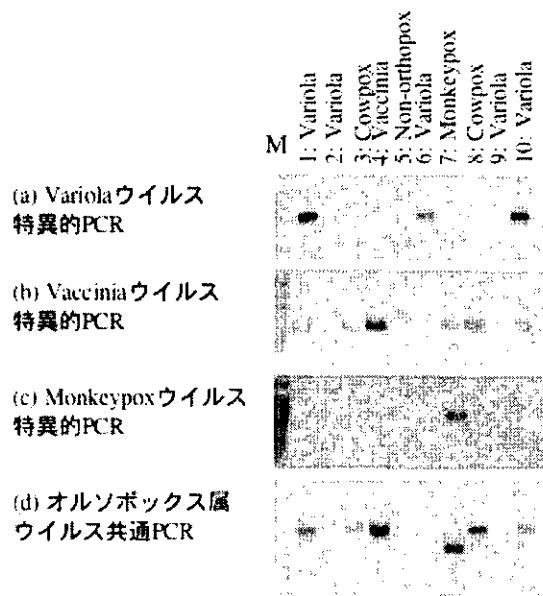 M
1: Variola
2: Variola
3: Cowpox
4: Vaccinia
5: Non-orthopox
6: Variola
7: Monkeypox
8: Cowpox
9: Variola
10: Variola
(a) Variolaウイルス
特異的PCR
(b) Vacciniaウイルス
特異的PCR
(c) Monkeypoxウイルス
特異的PCR
(d) オルソポックス属
ウイルス共通PCR